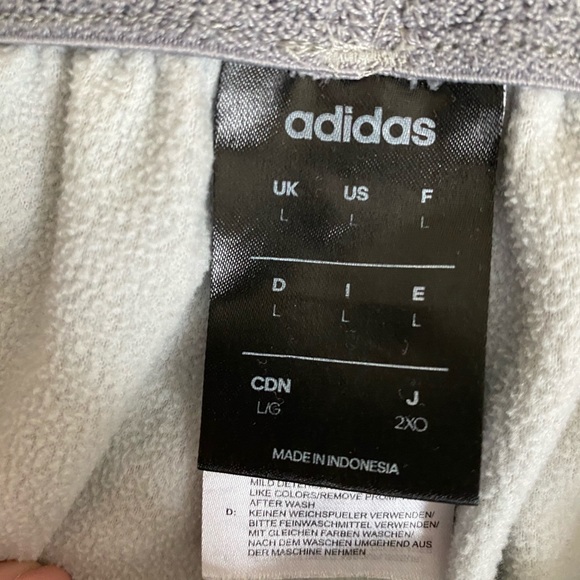 adidas
UK US F
L L L
D I E
L L L
CDN J
L/G 2XO
MADE IN INDONESIA
LIKE COLORS/REMOVE
AFTER WASH
D: KEINEN WEICHSPUELER VERWENDEN/
BITTE FEINWASCHMITTEL VERWENDEN/
MIT GLEICHEN FARBEN WASCHEN/
NACH DEM WASCHEN UMGEHEND AUS
DER MASCHINE NEHMEN